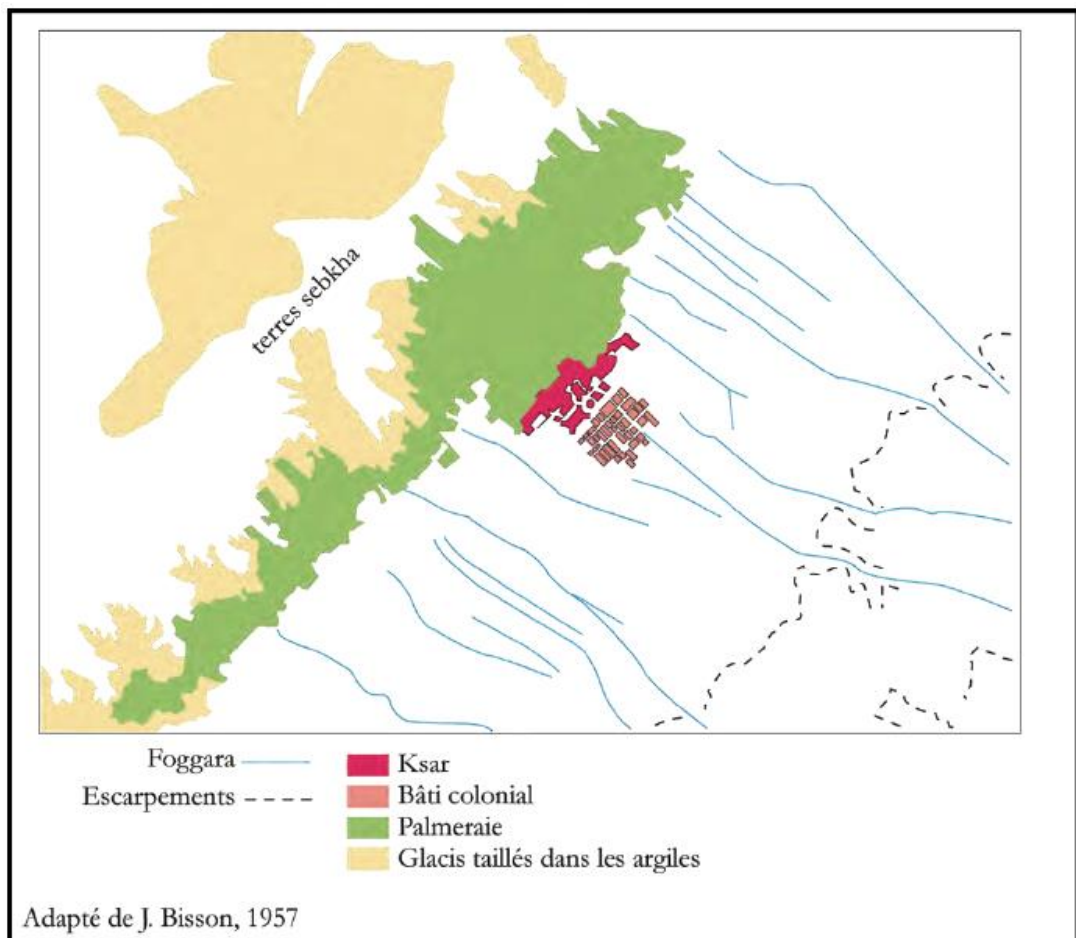 terres sebkha
Foggara
Escarpements
Ksar
Bâti colonial
Palmeraie
Glacis taillés dans les argiles
Adapté de J. Bisson, 1957